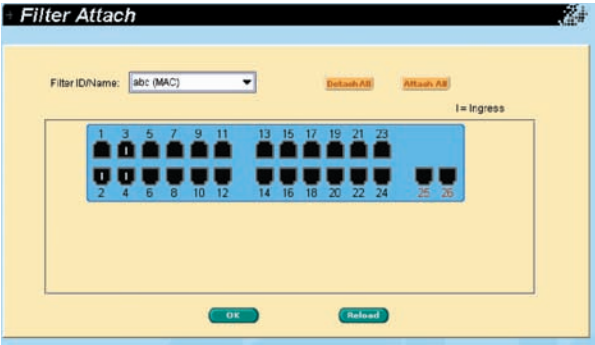 Filter Attach
Filter ID/Name: abc (MAC) Detach All Attach All
I = Ingress
1 3 5 7 9 11 13 15 17 19 21 23
I
I I
2 4 6 8 10 12 14 16 18 20 22 24 25 26
OK Reload